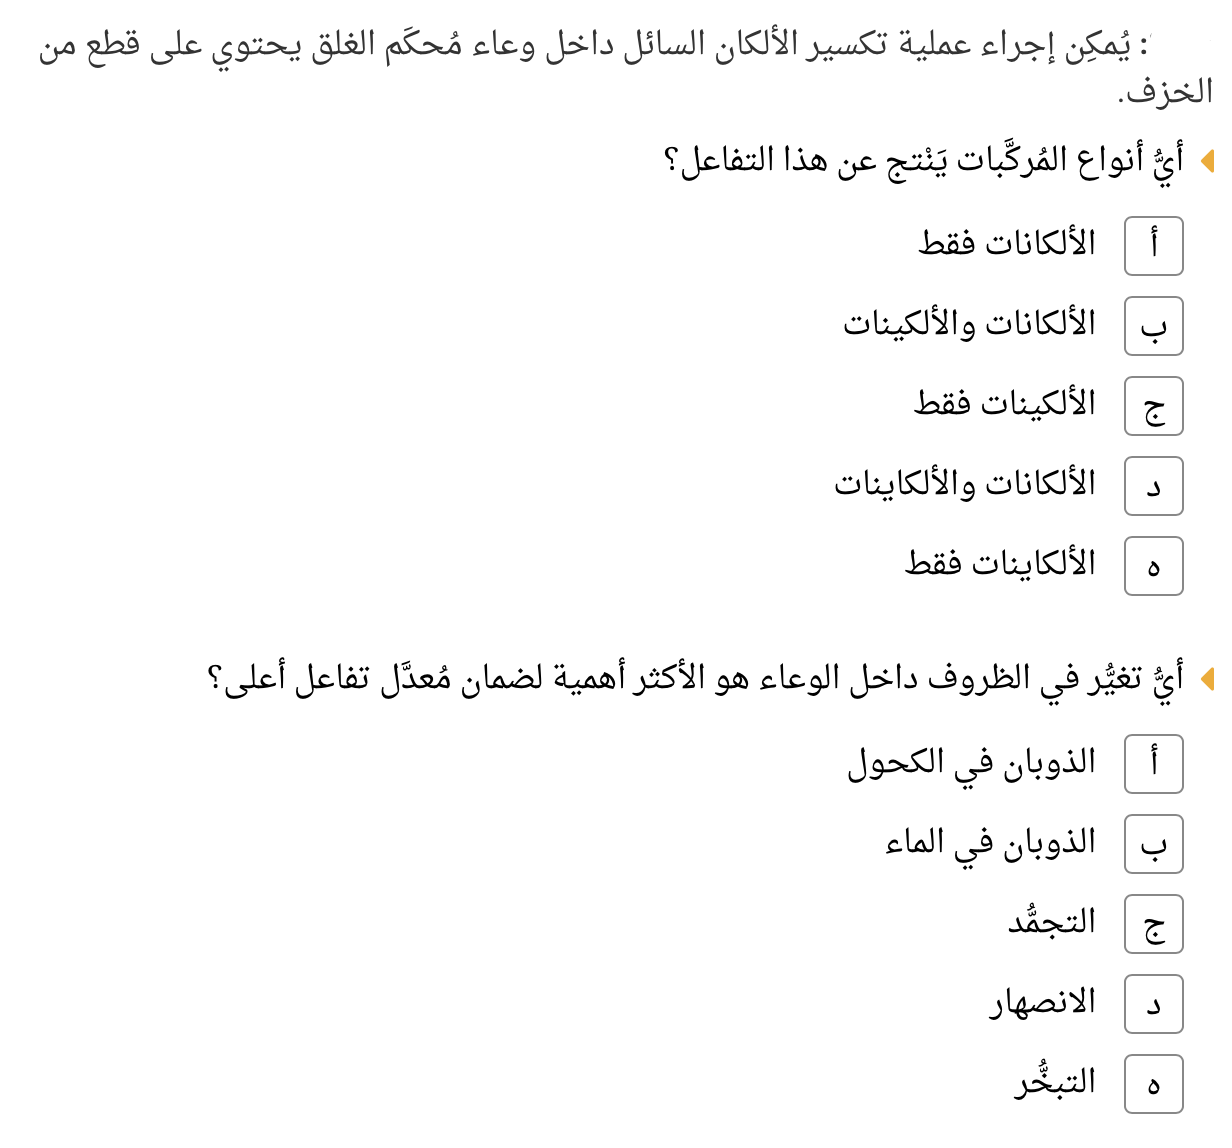 : يُمكِن إجراء عملية تكسير الألكان السائل داخل وعاء مُحكَم الغلق يحتوي على قطع من
الخزف.
أيُّ أنواع المُركَّبات يَنْتج عن هذا التفاعل؟
أ الألكانات فقط
ب الألكانات والألكينات
ج الألكينات فقط
د الألكانات والألكاينات
ه الألكاينات فقط
أيُّ تغيُّر في الظروف داخل الوعاء هو الأكثر أهمية لضمان مُعدَّل تفاعل أعلى؟
أ الذوبان في الكحول
ب الذوبان في الماء
ج التجمُّد
د الانصهار
ه التبخُّر